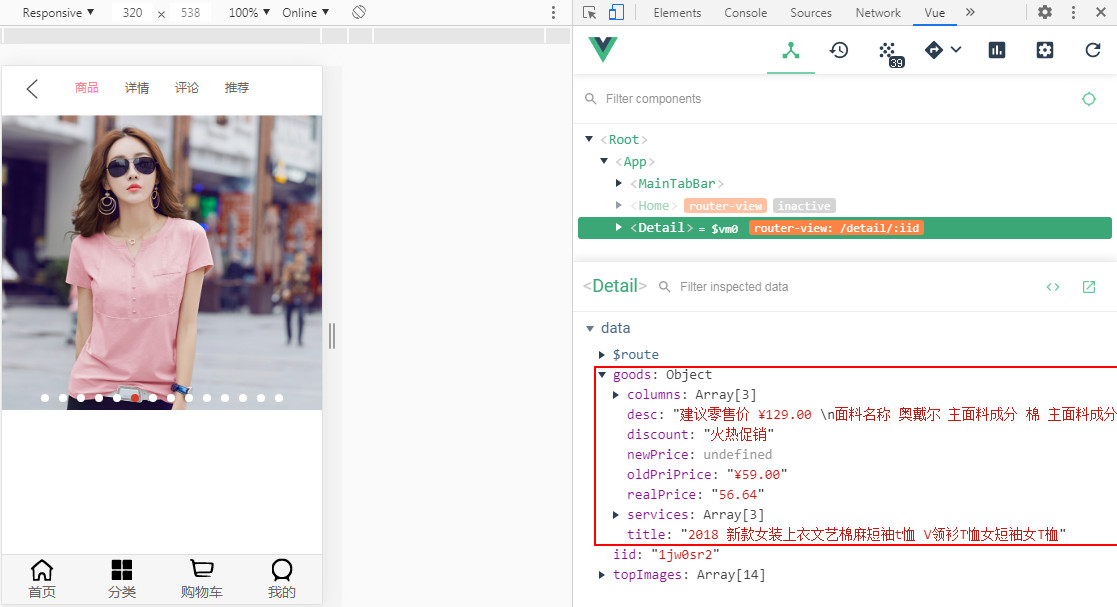 Responsive ▼ 320 × 538 100% ▼ Online ▼
Elements Console Sources Network Vue »
39
商品 详情 评论 推荐
Filter components
<Root>
<App>
<MainTabBar>
<Home> router-view inactive
<Detail> = $vm0 router-view: /detail/:iid
<Detail> Filter inspected data
data
$route
goods: Object
columns: Array[3]
desc: "建议零售价 ¥129.00 \n面料名称 奥戴尔 主面料成分 棉 主面料成分
discount: "火热促销"
newPrice: undefined
oldPriPrice: "¥59.00"
realPrice: "56.64"
services: Array[3]
title: "2018 新款女装上衣文艺棉麻短袖t恤 V领衫T恤女短袖女T桖"
iid: "1jw0sr2"
topImages: Array[14]
首页 分类 购物车 我的